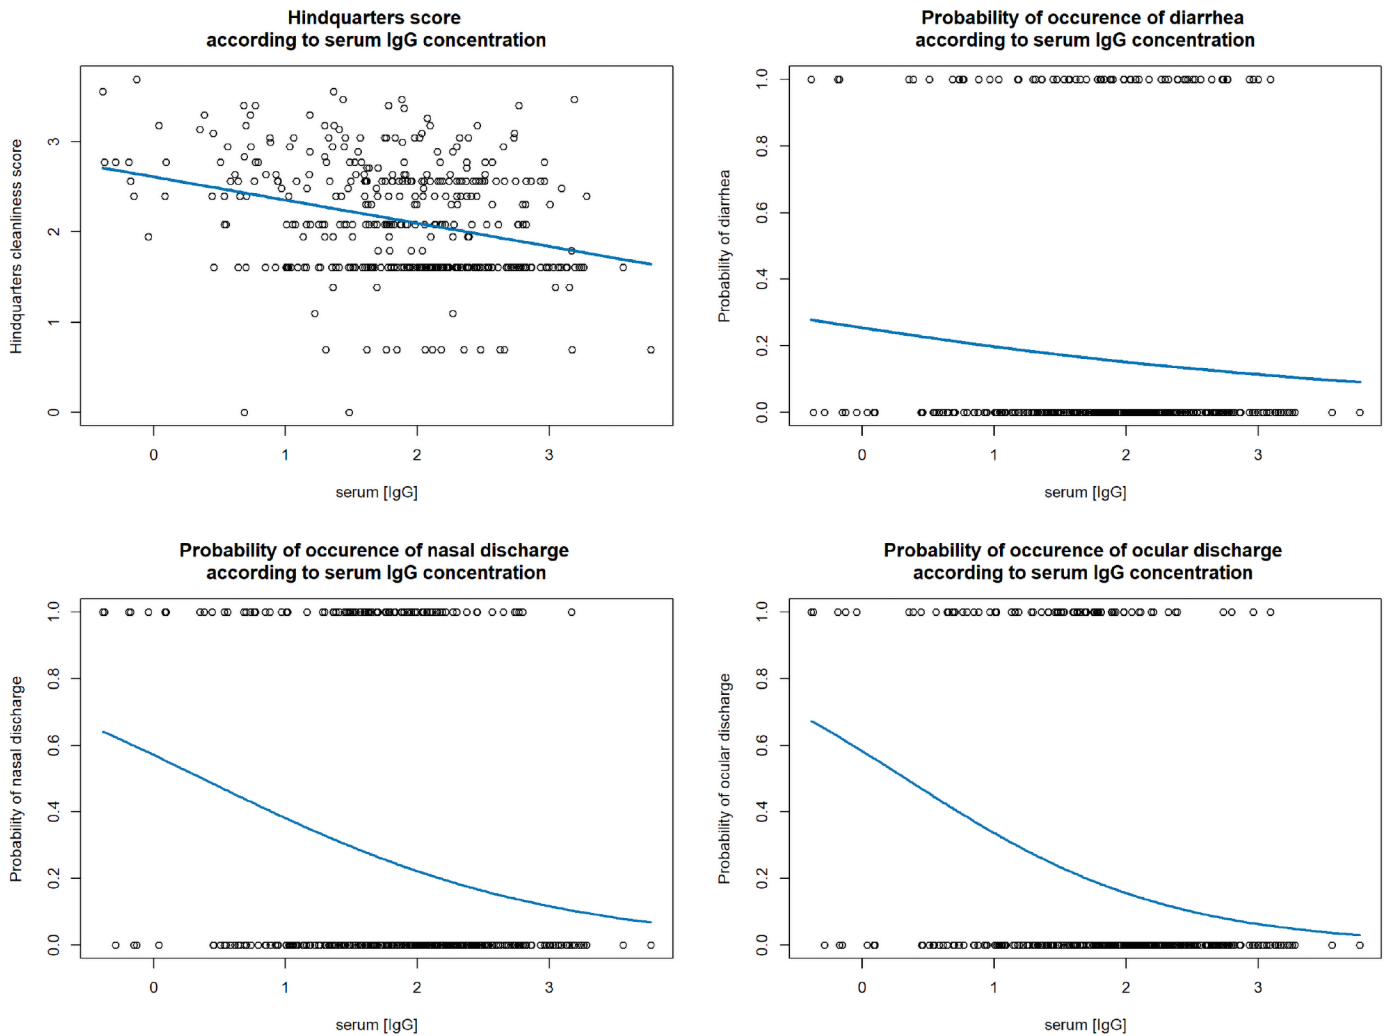 Hindquarters score
according to serum IgG concentration
Hindquarters cleanliness score
3
2
1
0
0 1 2 3
serum [IgG]
Probability of occurence of diarrhea
according to serum IgG concentration
Probability of diarrhea
1.0
0.8
0.6
0.4
0.2
0.0
0 1 2 3
serum [IgG]
Probability of occurence of nasal discharge
according to serum IgG concentration
Probability of nasal discharge
1.0
0.8
0.6
0.4
0.2
0.0
0 1 2 3
serum [IgG]
Probability of occurence of ocular discharge
according to serum IgG concentration
Probability of ocular discharge
1.0
0.8
0.6
0.4
0.2
0.0
0 1 2 3
serum [IgG]